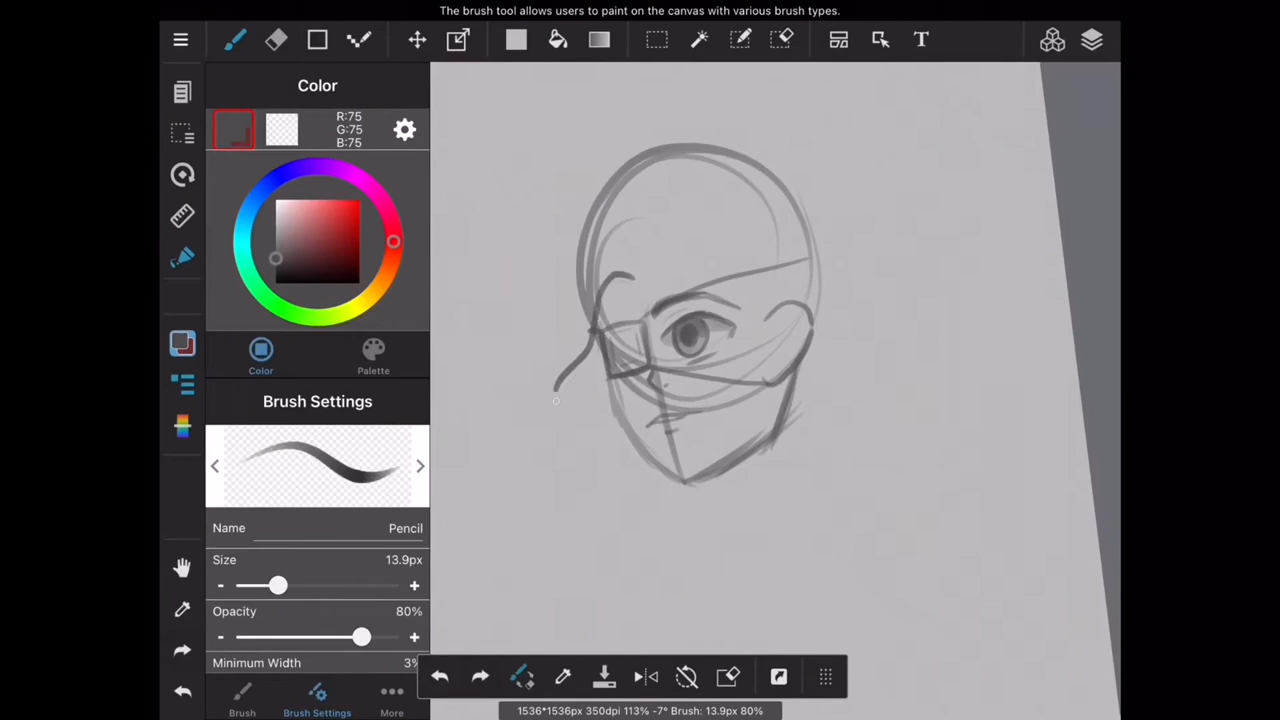 The brush tool allows users to paint on the canvas with various brush types.
T
Color
R:75
G:75
B:75
Color
Palette
Brush Settings
Name Pencil
Size 13.9px
- +
Opacity 80%
- +
Minimum Width 3%
Brush
Brush Settings
More
1536*1536px 350dpi 113% -7° Brush: 13.9px 80%